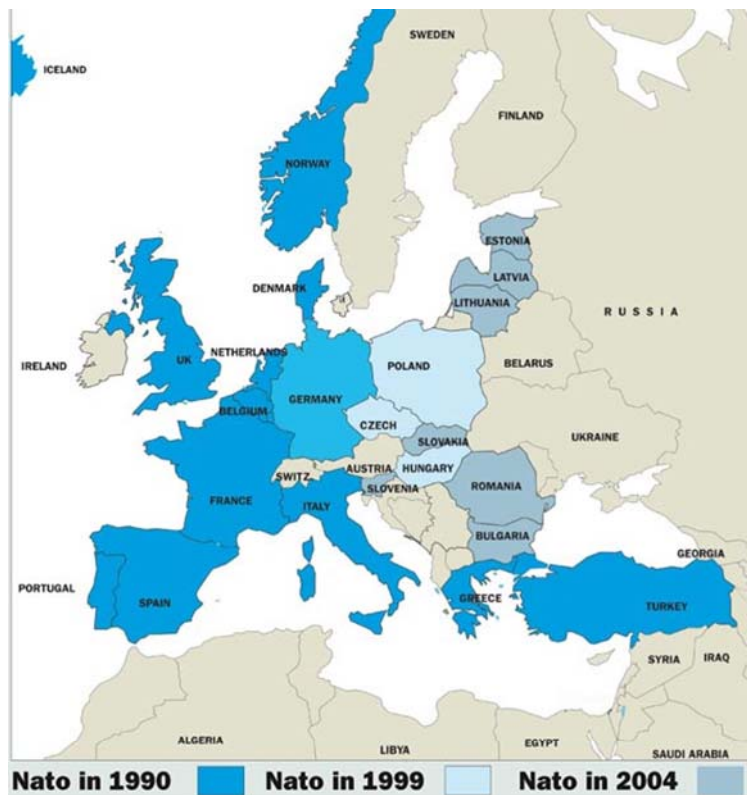 SWEDEN
ICELAND
FINLAND
NORWAY
ESTONIA
LATVIA
DENMARK
LITHUANIA
RUSSIA
NETHERLANDS
IRELAND
UK
POLAND
BELARUS
GERMANY
BELGIUM
CZECH
UKRAINE
SLOVAKIA
AUSTRIA
HUNGARY
SWITZ
SLOVENIA
ROMANIA
FRANCE
ITALY
BULGARIA
GEORGIA
PORTUGAL
SPAIN
GREECE
TURKEY
SYRIA
IRAQ
ALGERIA
LIBYA
EGYPT
SAUDI ARABIA
Nato in 1990 Nato in 1999 Nato in 2004